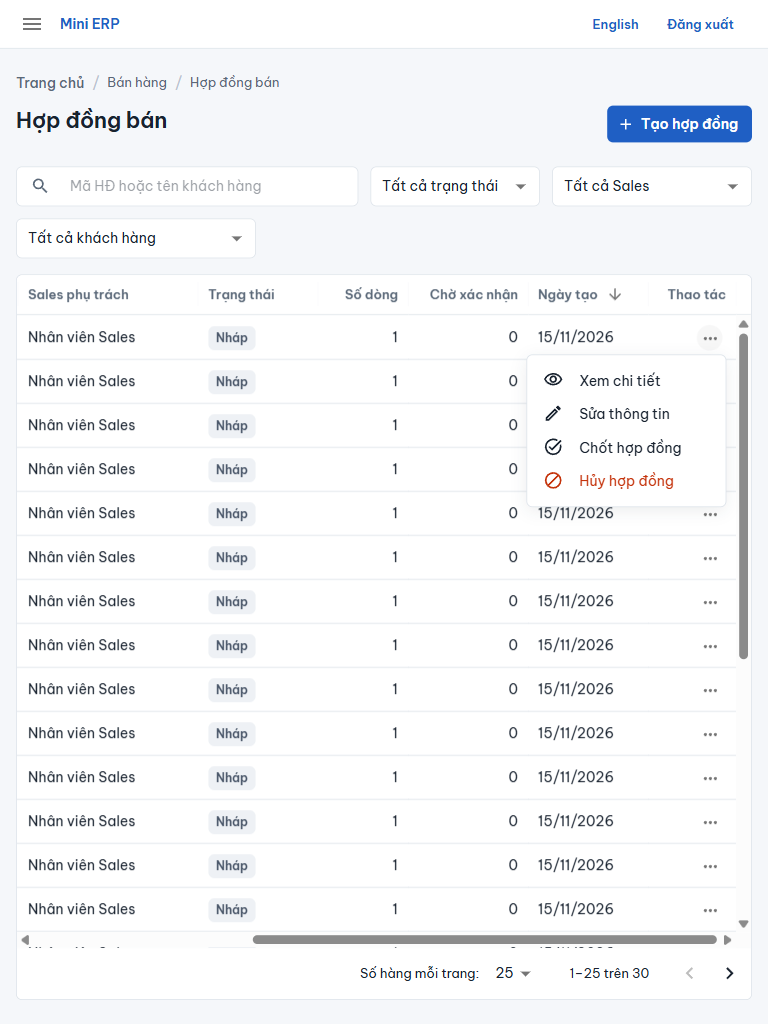 Mini ERP English Đăng xuất
Trang chủ / Bán hàng / Hợp đồng bán
Hợp đồng bán
+ Tạo hợp đồng
Mã HĐ hoặc tên khách hàng Tất cả trạng thái Tất cả Sales
Tất cả khách hàng
Sales phụ trách Trạng thái Số dòng Chờ xác nhận Ngày tạo Thao tác
Nhân viên Sales Nháp 1 0 15/11/2026
Nhân viên Sales Nháp 1 0 Xem chi tiết
Sửa thông tin
Nhân viên Sales Nháp 1 0
Chốt hợp đồng
Nhân viên Sales Nháp 1 0
Hủy hợp đồng
Nhân viên Sales Nháp 1 0 15/11/2026
Nhân viên Sales Nháp 1 0 15/11/2026
Nhân viên Sales Nháp 1 0 15/11/2026
Nhân viên Sales Nháp 1 0 15/11/2026
Nhân viên Sales Nháp 1 0 15/11/2026
Nhân viên Sales Nháp 1 0 15/11/2026
Nhân viên Sales Nháp 1 0 15/11/2026
Nhân viên Sales Nháp 1 0 15/11/2026
Nhân viên Sales Nháp 1 0 15/11/2026
Nhân viên Sales Nháp 1 0 15/11/2026
Số hàng mỗi trang: 25 1–25 trên 30